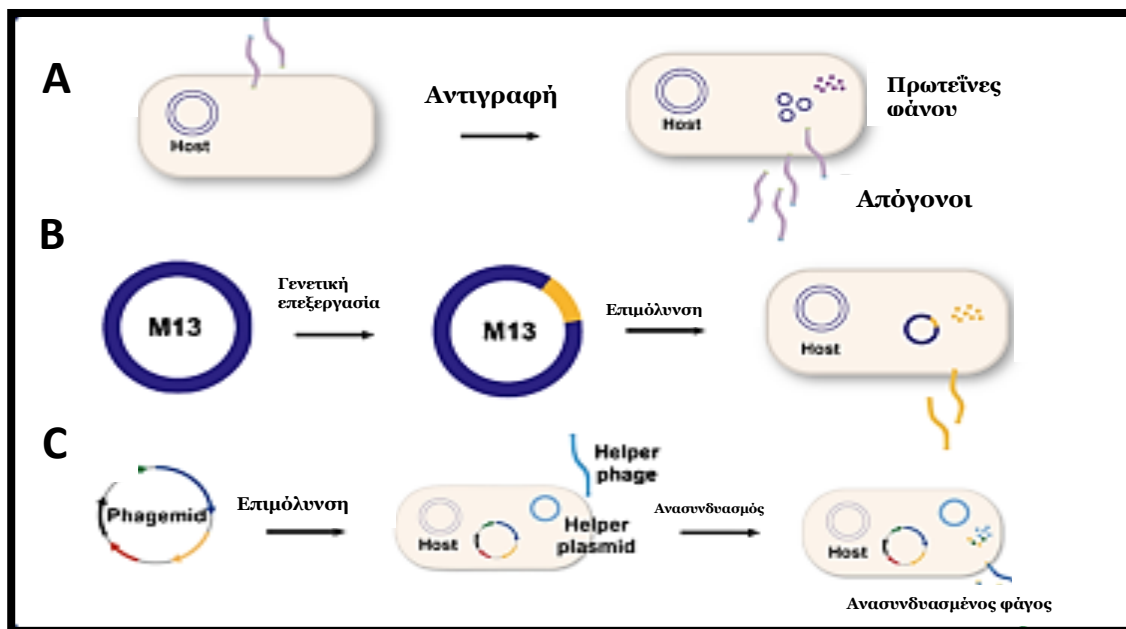 A
Host
Αντιγραφή
Host
Πρωτεΐνες
φάνου
Απόγονοι
B
M13
Γενετική
επεξεργασία
M13
Επιμόλυνση
Host
C
Phagemid
Επιμόλυνση
Helper
phage
Host
Helper
plasmid
Ανασυνδυασμός
Host
Ανασυνδυασμένος φάγος